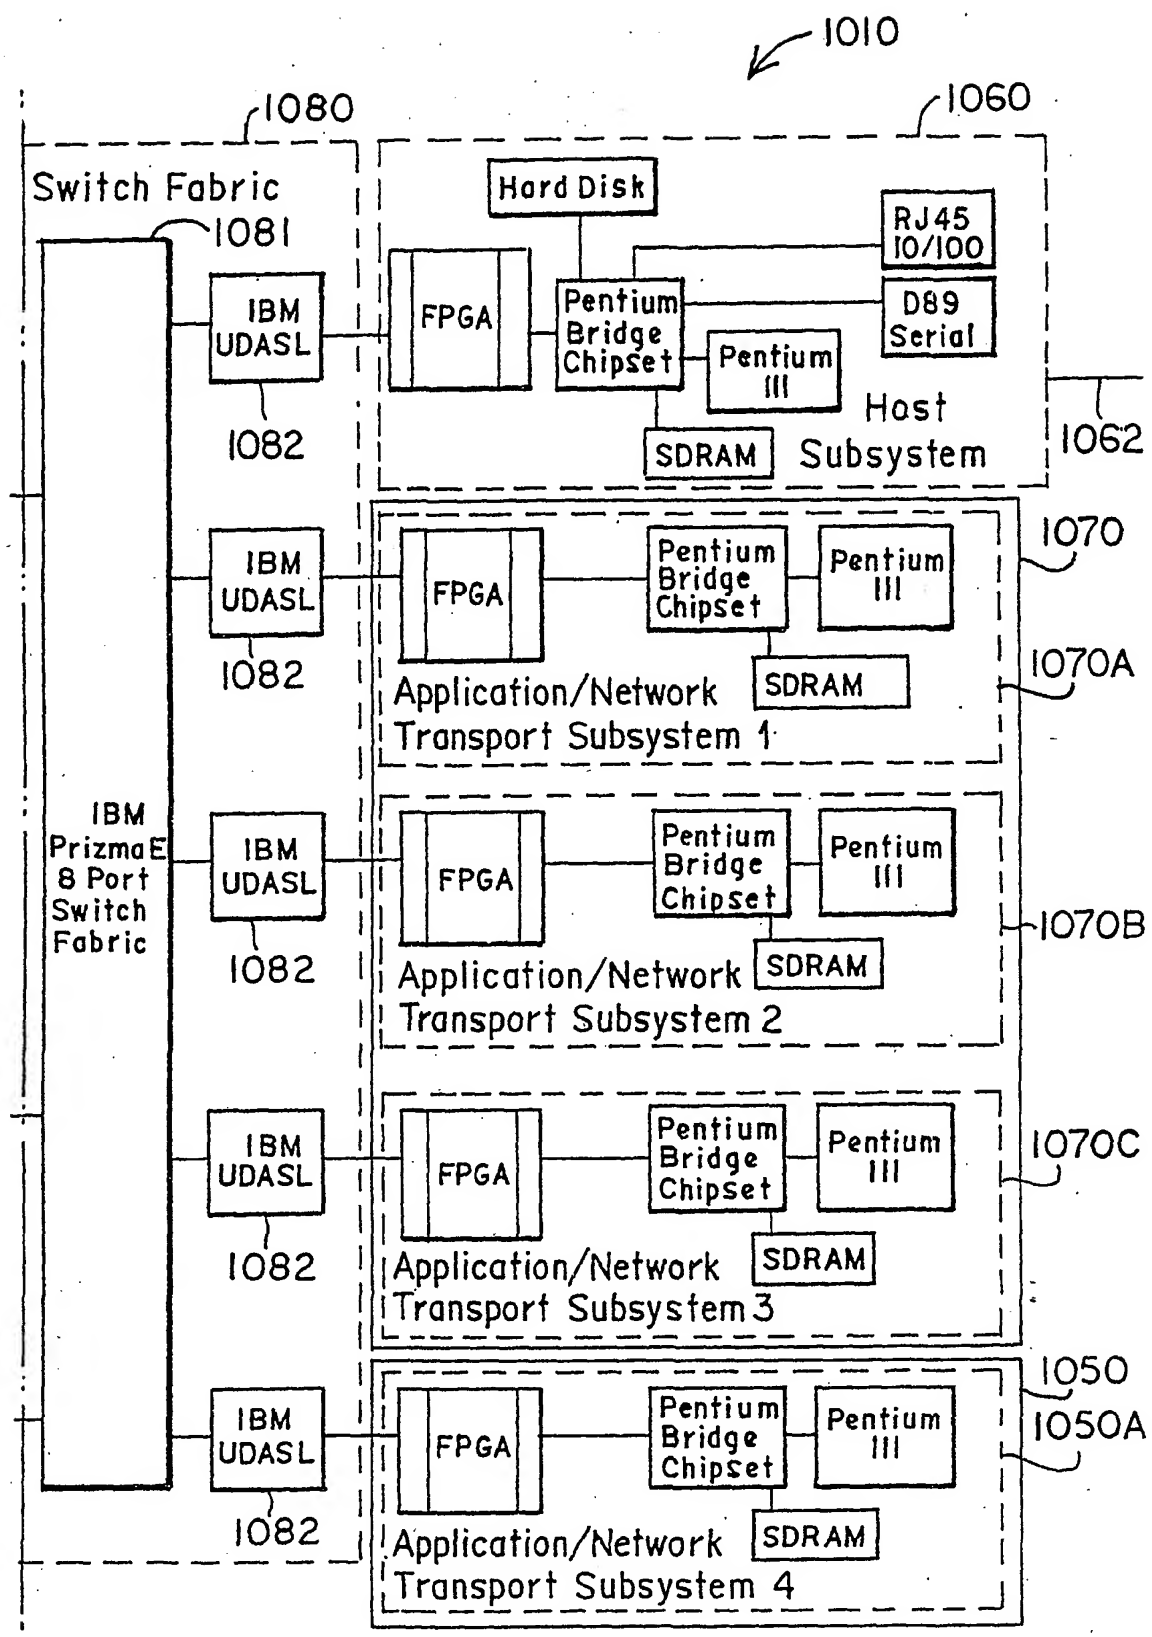 1010
1080
1060
Switch Fabric
1081
Hard Disk
RJ45
10/100
IBM
UDASL
FPGA
Pentium
Bridge
Chipset
D89
Serial
Pentium
III
1082
SDRAM
Host
Subsystem
1062
IBM
UDASL
1082
FPGA
Pentium
Bridge
Chipset
Pentium
III
1070
SDRAM
1070A
Application/Network
Transport Subsystem 1
IBM
PrizmaE
8 Port
Switch
Fabric
IBM
UDASL
1082
FPGA
Pentium
Bridge
Chipset
Pentium
III
1070B
SDRAM
Application/Network
Transport Subsystem 2
IBM
UDASL
1082
FPGA
Pentium
Bridge
Chipset
Pentium
III
1070C
SDRAM
Application/Network
Transport Subsystem 3
IBM
UDASL
1082
FPGA
Pentium
Bridge
Chipset
Pentium
III
1050
1050A
SDRAM
Application/Network
Transport Subsystem 4